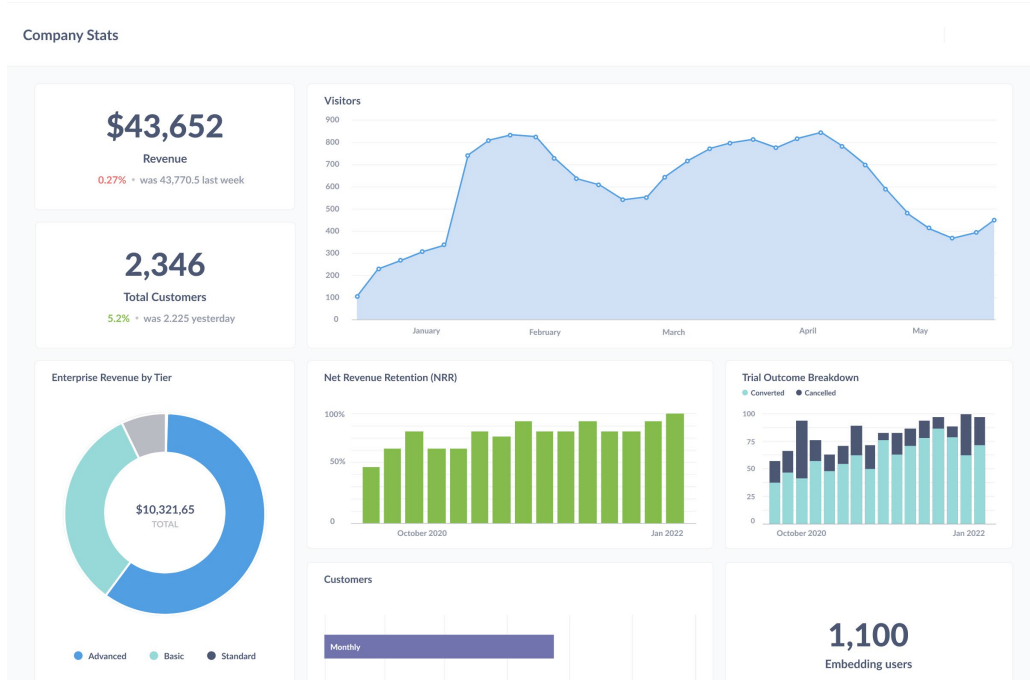 Company Stats
$43,652
Revenue
0.27% • was 43,770.5 last week
2,346
Total Customers
5.2% • was 2.225 yesterday
Visitors
900
800
700
600
500
400
300
200
100
0
January February March April May
Enterprise Revenue by Tier
$10,321,65
TOTAL
Advanced Basic Standard
Net Revenue Retention (NRR)
100%
50%
0
October 2020 Jan 2022
Trial Outcome Breakdown
Converted Cancelled
100
75
50
25
0
October 2020 Jan 2022
Customers
Monthly
1,100
Embedding users